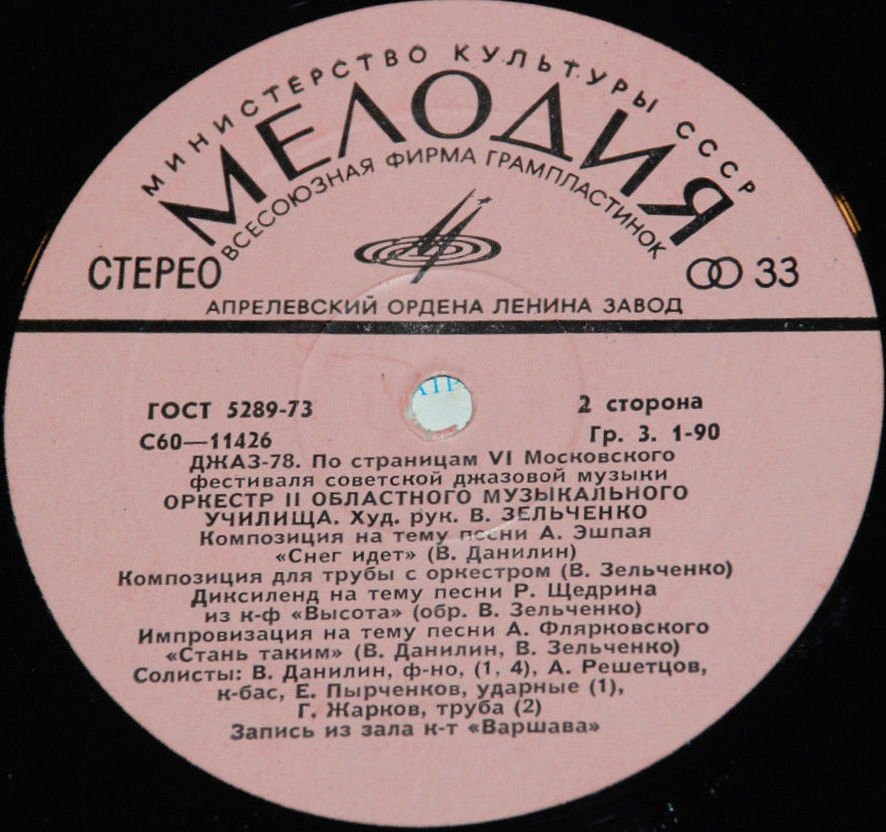 МИНИСТЕРСТВО КУЛЬТУРЫ СССР
МЕЛОДИЯ
ВСЕСОЮЗНАЯ ФИРМА ГРАМПЛАСТИНОК
СТЕРЕО 33
АПРЕЛЕВСКИЙ ОРДЕНА ЛЕНИНА ЗАВОД
ГОСТ 5289-73 2 сторона
С60—11426 Гр. 3. 1-90
ДЖАЗ-78. По страницам VI Московского
фестиваля советской джазовой музыки
ОРКЕСТР II ОБЛАСТНОГО МУЗЫКАЛЬНОГО
УЧИЛИЩА. Худ. рук. В. ЗЕЛЬЧЕНКО
Композиция на тему песни А. Эшпая
«Снег идет» (В. Данилин)
Композиция для трубы с оркестром (В. Зельченко)
Диксиленд на тему песни Р. Щедрина
из к-ф «Высота» (обр. В. Зельченко)
Импровизация на тему песни А. Флярковского
«Стань таким» (В. Данилин, В. Зельченко)
Солисты: В. Данилин, ф-но, (1, 4), А. Решетцов,
к-бас, Е. Пырченков, ударные (1),
Г. Жарков, труба (2)
Запись из зала к-т «Варшава»